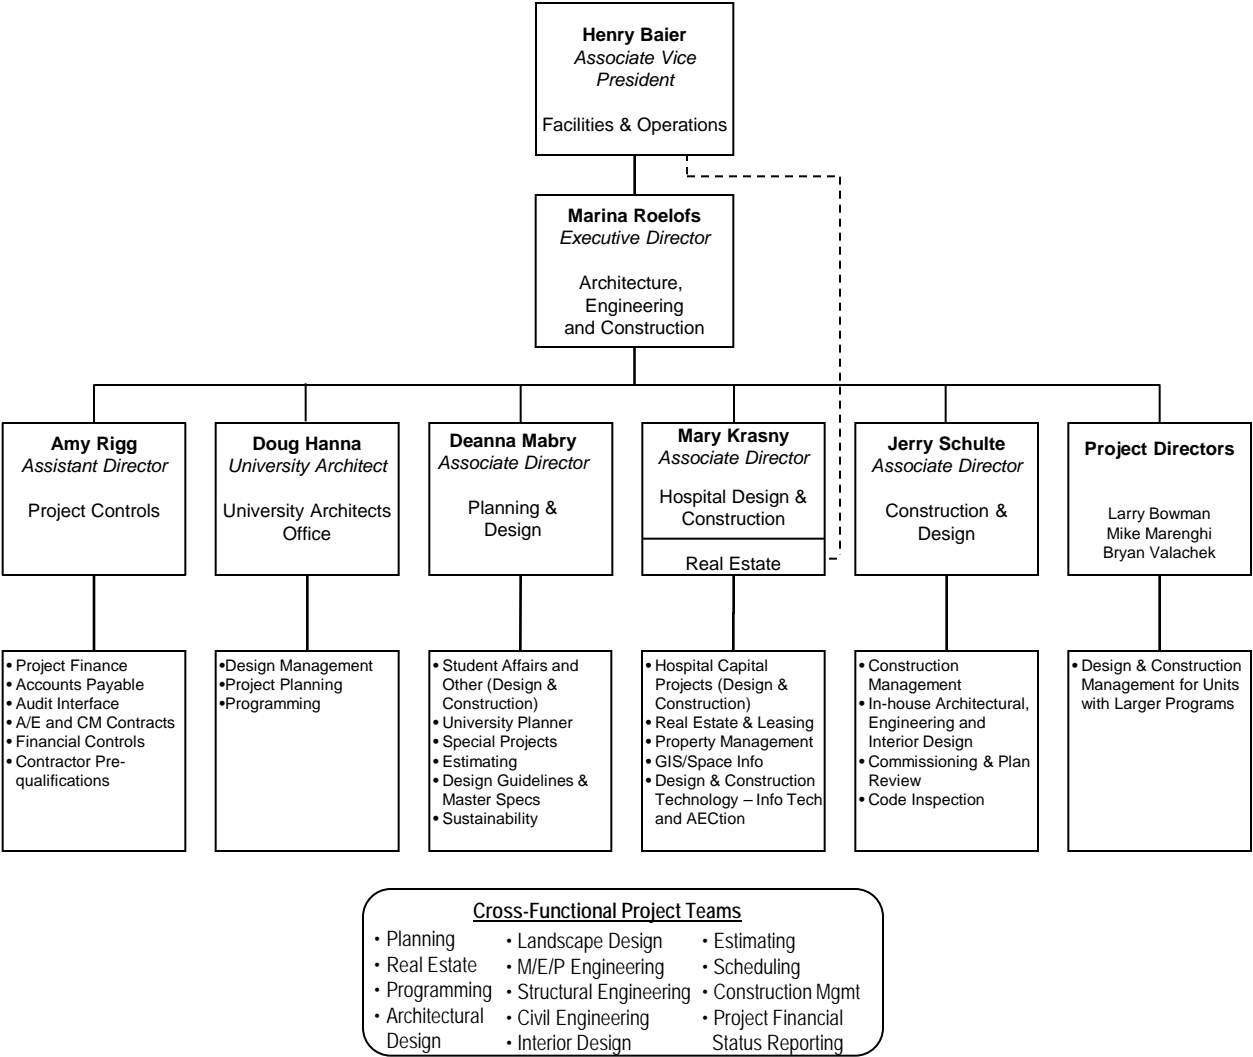 Henry Baier
Associate Vice
President
Facilities & Operations
Marina Roelofs
Executive Director
Architecture,
Engineering
and Construction
Amy Rigg
Assistant Director
Project Controls
Doug Hanna
University Architect
University Architects
Office
Deanna Mabry
Associate Director
Planning &
Design
Mary Krasny
Associate Director
Hospital Design &
Construction
Real Estate
Jerry Schulte
Associate Director
Construction &
Design
Project Directors
Larry Bowman
Mike Marenghi
Bryan Valachek
• Project Finance
• Accounts Payable
• Audit Interface
• A/E and CM Contracts
• Financial Controls
• Contractor Pre-
qualifications
•Design Management
•Project Planning
•Programming
• Student Affairs and
Other (Design &
Construction)
• University Planner
• Special Projects
• Estimating
• Design Guidelines &
Master Specs
• Sustainability
• Hospital Capital
Projects (Design &
Construction)
• Real Estate & Leasing
• Property Management
• GIS/Space Info
• Design & Construction
Technology – Info Tech
and AECtion
• Construction
Management
• In-house Architectural,
Engineering and
Interior Design
• Commissioning & Plan
Review
• Code Inspection
• Design & Construction
Management for Units
with Larger Programs
Cross-Functional Project Teams
• Planning
• Real Estate
• Programming
• Architectural
Design
• Landscape Design
• M/E/P Engineering
• Structural Engineering
• Civil Engineering
• Interior Design
• Estimating
• Scheduling
• Construction Mgmt
• Project Financial
Status Reporting